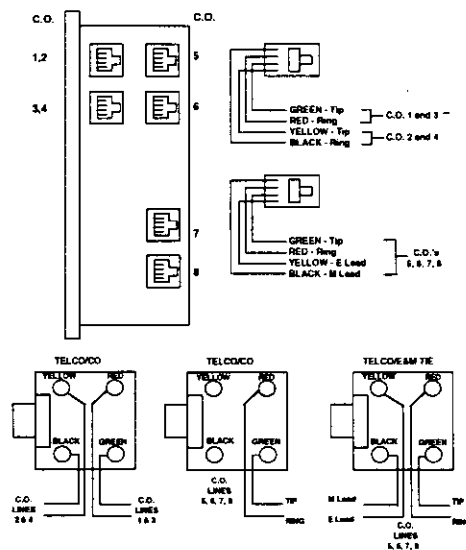 C.O.
C.O.
1,2
5
3,4
6
7
8
GREEN - Tip
RED - Ring
YELLOW - Tip
BLACK - Ring
C.O. 1 and 3
C.O. 2 and 4
GREEN - Tip
RED - Ring
YELLOW - E Lead
BLACK - M Lead
C.O.'s
5, 6, 7, 8
TELCO/CO
YELLOW
RED
BLACK
GREEN
C.O.
LINES
2 & 4
C.O.
LINES
1 & 3
TELCO/CO
YELLOW
RED
BLACK
GREEN
C.O.
LINES
5, 6, 7, 8
TIP
RING
TELCO/E&M TIE
YELLOW
RED
BLACK
GREEN
M Lead
E Lead
C.O.
LINES
5, 6, 7, 8
TIP
RING